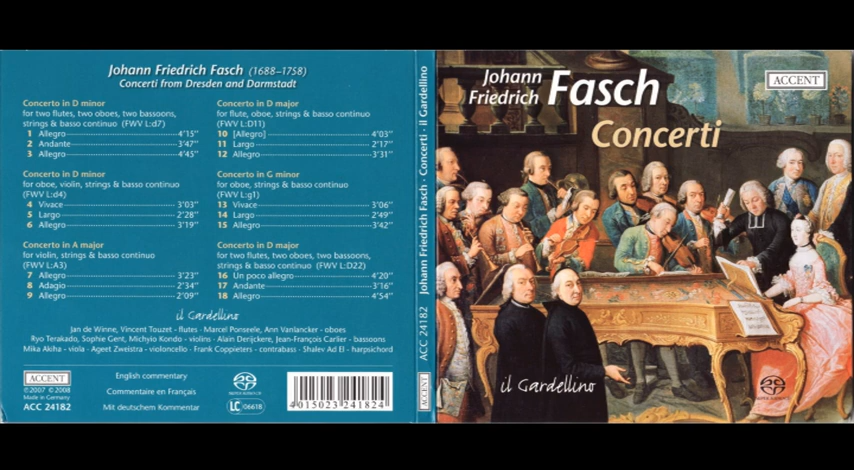 Johann Friedrich Fasch (1688–1758)
Concerti from Dresden and Darmstadt
Concerto in D minor
for two flutes, two oboes, two bassoons,
strings & basso continuo (FWV L:d7)
1 Allegro 4'15''
2 Andante 3'47''
3 Allegro 4'45''
Concerto in D minor
for oboe, violin, strings & basso continuo
(FWV L:d4)
4 Vivace 3'03''
5 Largo 2'28''
6 Allegro 3'19''
Concerto in A major
for violin, strings & basso continuo
(FWV L:A3)
7 Allegro 3'23''
8 Adagio 2'34''
9 Allegro 2'09''
Concerto in D major
for flute, oboe, strings & basso continuo
(FWV L:D11)
10 [Allegro] 4'03''
11 Largo 2'17''
12 Allegro 3'31''
Concerto in G minor
for oboe, strings & basso continuo
(FWV L:g1)
13 Vivace 3'06''
14 Largo 2'49''
15 Allegro 3'42''
Concerto in D major
for two flutes, two oboes, two bassoons,
strings & basso continuo (FWV L:D22)
16 Un poco allegro 4'20''
17 Andante 3'16''
18 Allegro 4'54''
il Gardellino
Jan de Winne, Vincent Touzet - flutes - Marcel Ponseele, Ann Vanlancker - oboes
Ryo Terakado, Sophie Gent, Michyio Kondo - violins - Alain Derijckere, Jean-François Carlier - bassoons
Mika Akiha - viola - Ageet Zweistra - violoncello - Frank Coppieters - contrabass - Shalev Ad El - harpsichord
ACCENT
℗2007 ©2008
Made in Germany
ACC 24182
English commentary
Commentaire en Français
Mit deutschem Kommentar
SUPER AUDIO CD
LC 06618
4 015023 241824
ACCENT
ACC 24182
Johann Friedrich Fasch · Concerti · il Gardellino
Johann
Friedrich
Fasch
Concerti
ACCENT
il Gardellino
SUPER AUDIO CD